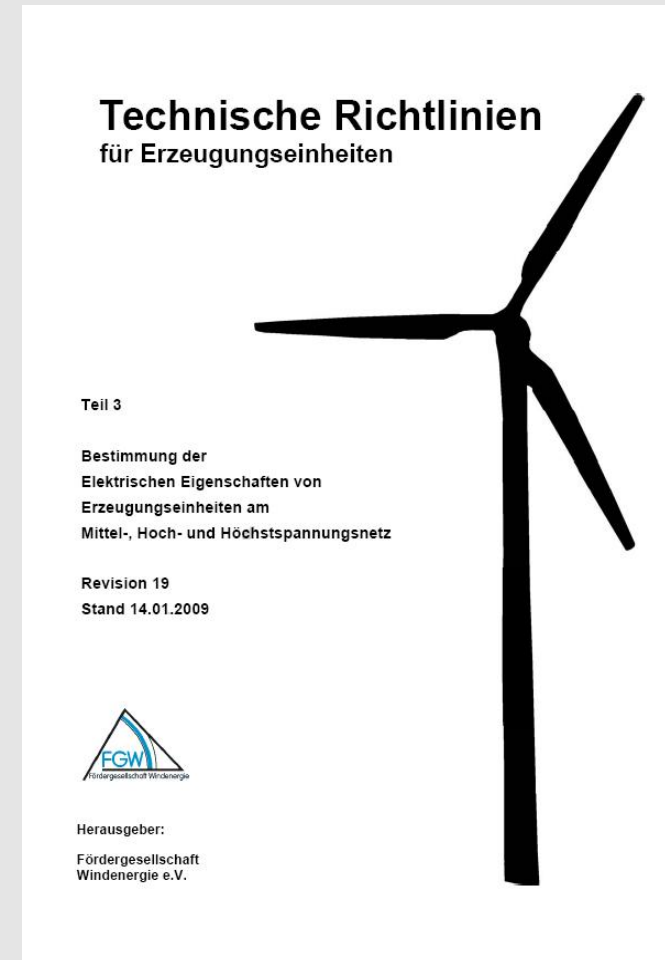 Technische Richtlinien
für Erzeugungseinheiten
Teil 3
Bestimmung der
Elektrischen Eigenschaften von
Erzeugungseinheiten am
Mittel-, Hoch- und Höchstspannungsnetz
Revision 19
Stand 14.01.2009
FGW
Fördergesellschaft Windenergie
Herausgeber:
Fördergesellschaft
Windenergie e.V.